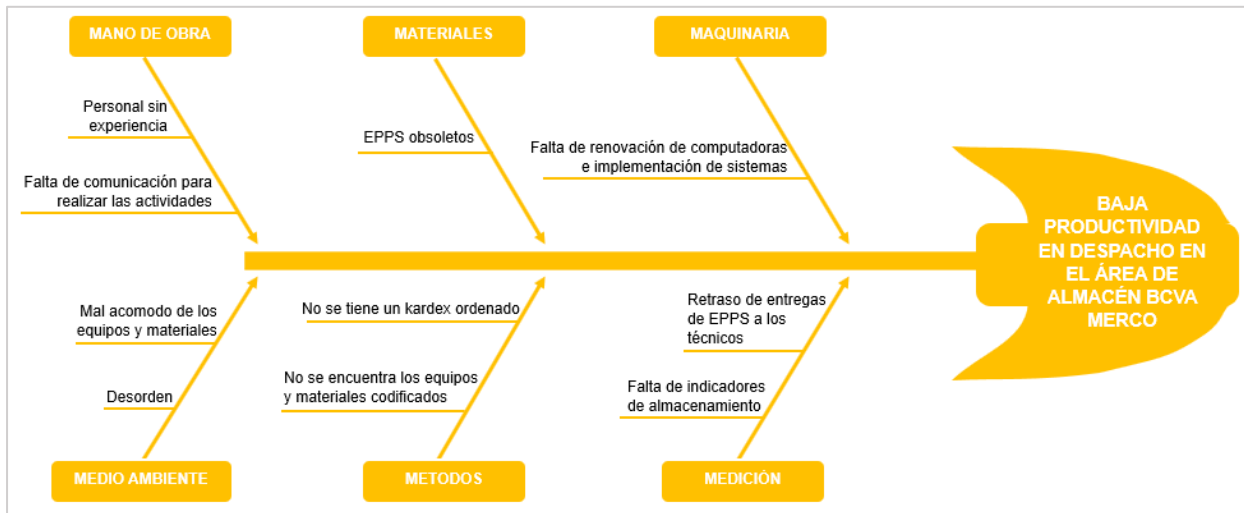 MANO DE OBRA
MATERIALES
MAQUINARIA
Personal sin
experiencia
Falta de comunicación para
realizar las actividades
EPPS obsoletos
Falta de renovación de computadoras
e implementación de sistemas
BAJA
PRODUCTIVIDAD
EN DESPACHO EN
EL ÁREA DE
ALMACÉN BCVA
MERCO
Mal acomodo de los
equipos y materiales
Desorden
No se tiene un kardex ordenado
No se encuentra los equipos
y materiales codificados
Retraso de entregas
de EPPS a los
técnicos
Falta de indicadores
de almacenamiento
MEDIO AMBIENTE
METODOS
MEDICIÓN